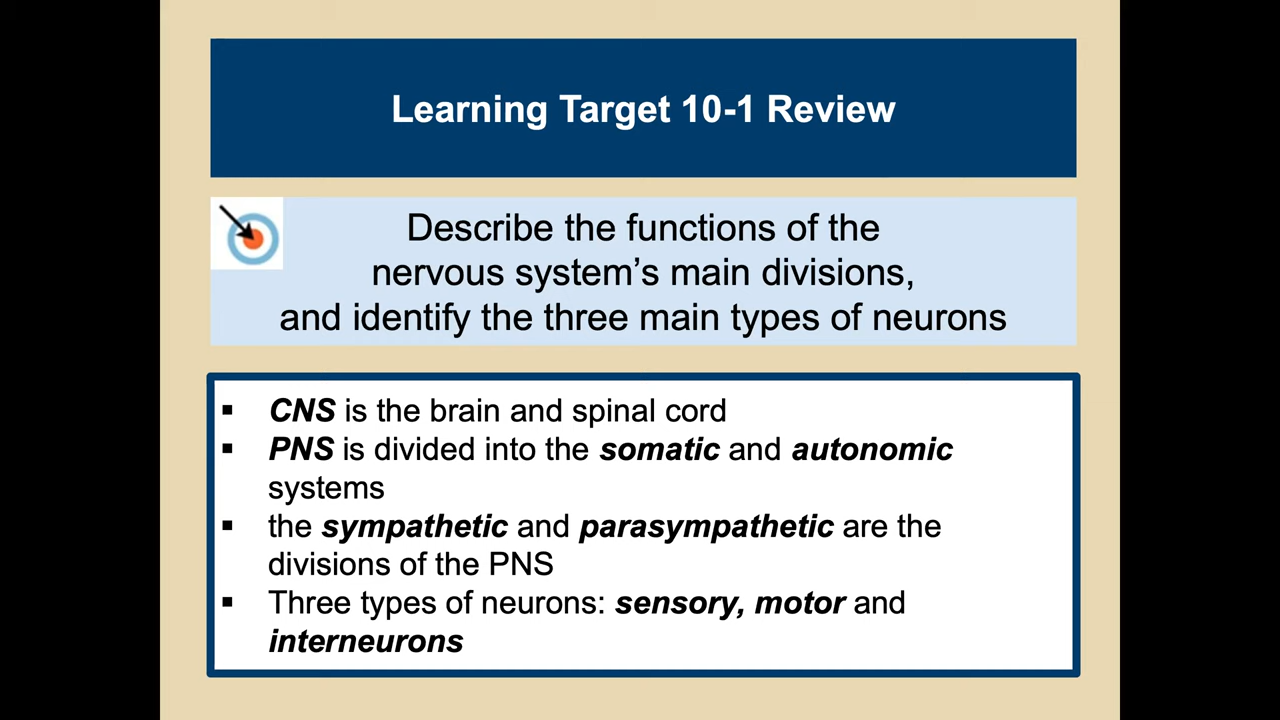 Learning Target 10-1 Review
Describe the functions of the
nervous system’s main divisions,
and identify the three main types of neurons
▪ CNS is the brain and spinal cord
▪ PNS is divided into the somatic and autonomic
systems
▪ the sympathetic and parasympathetic are the
divisions of the PNS
▪ Three types of neurons: sensory, motor and
interneurons